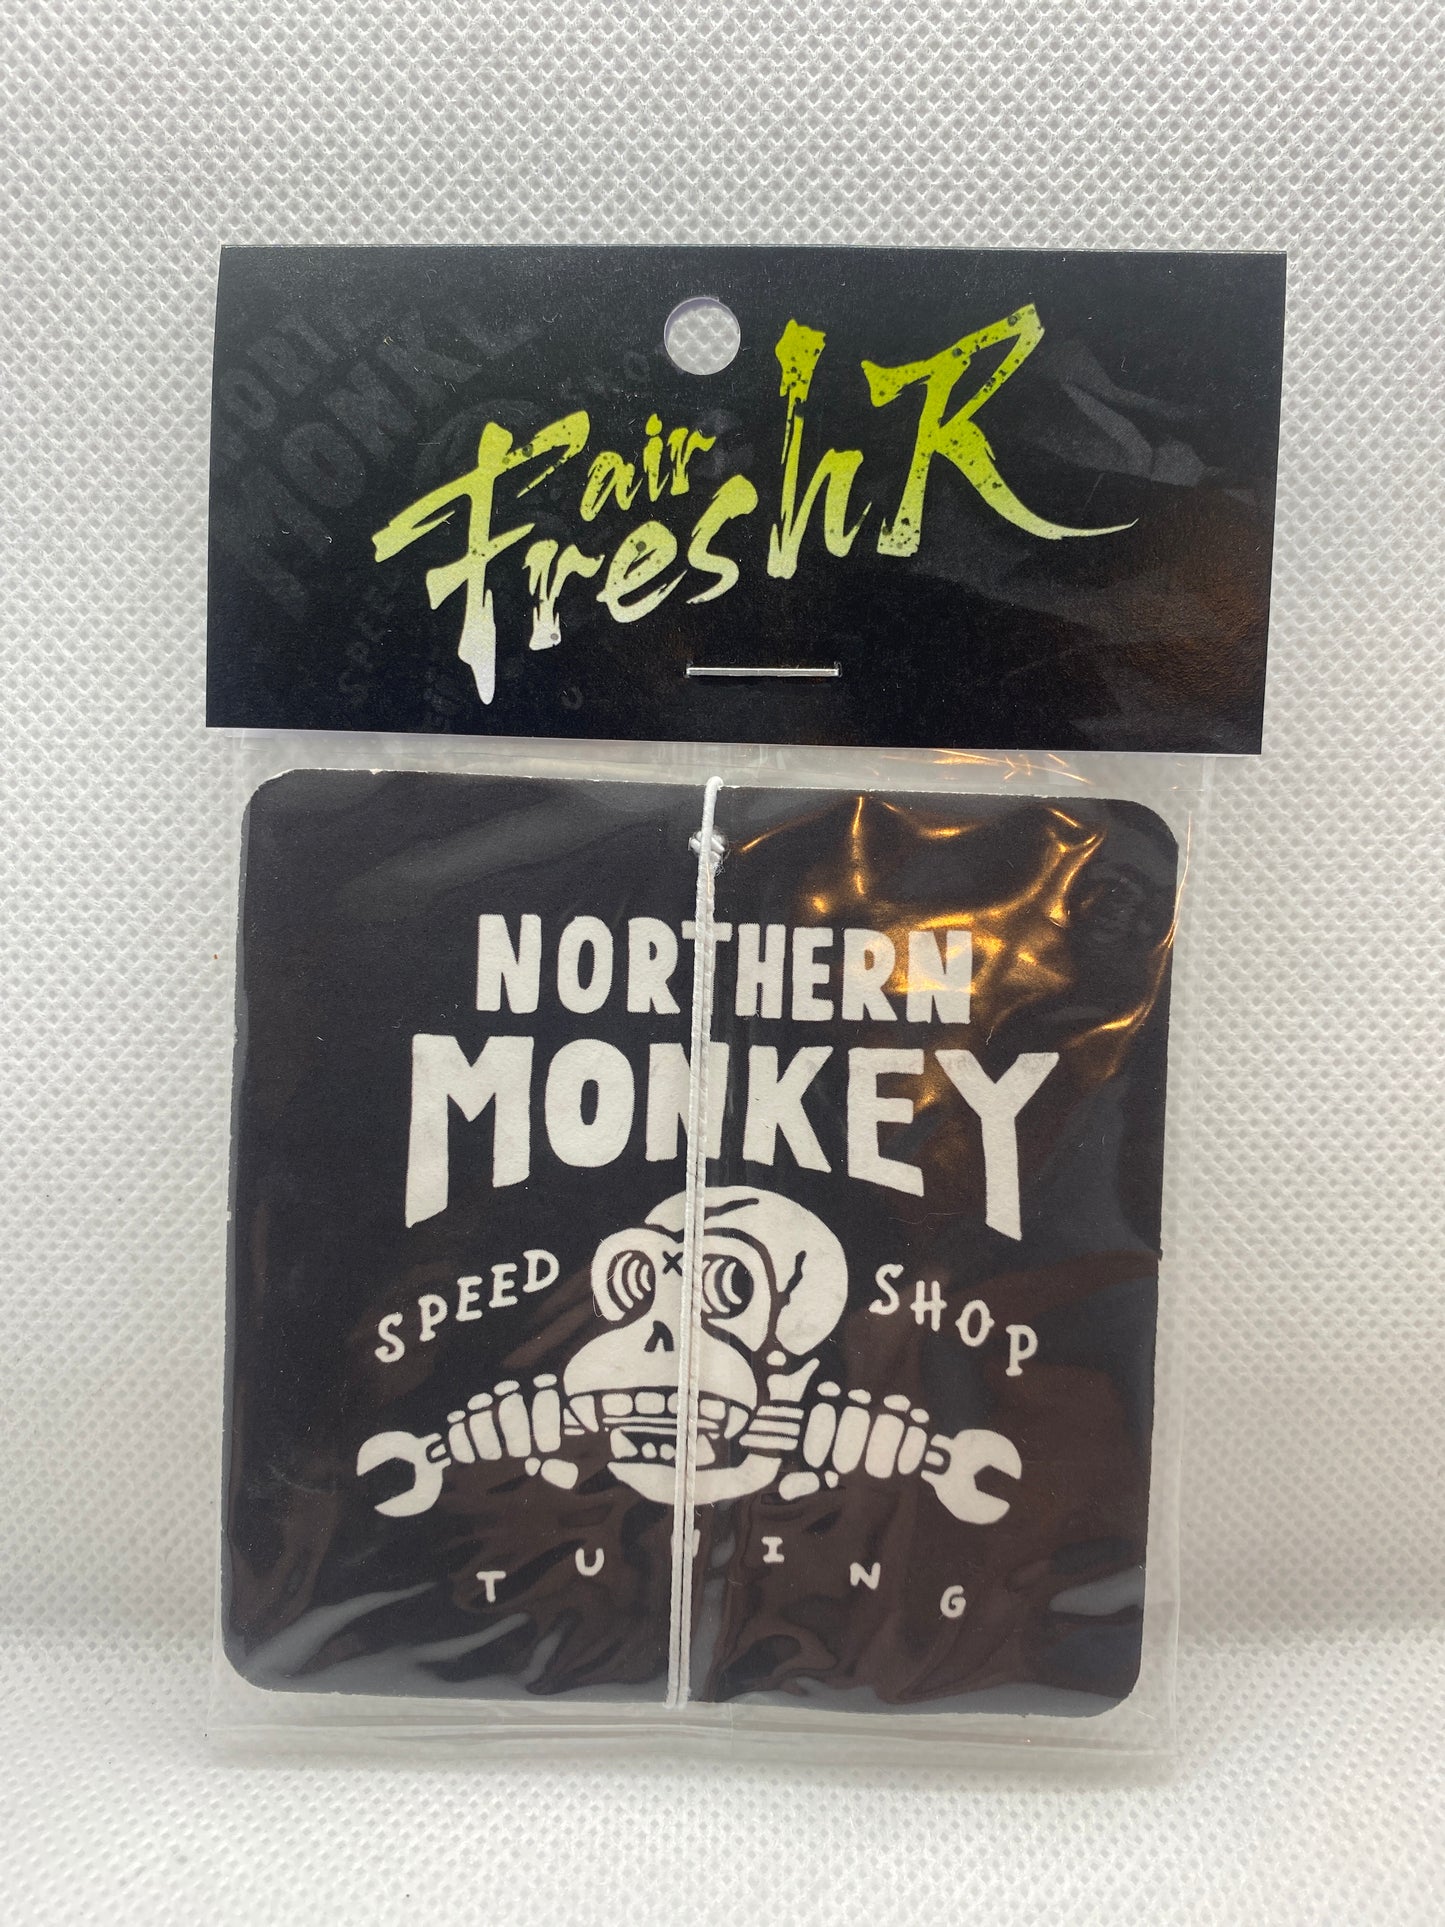 air
FreshR
NORTHERN
MONKEY
SPEED SHOP
TUNING